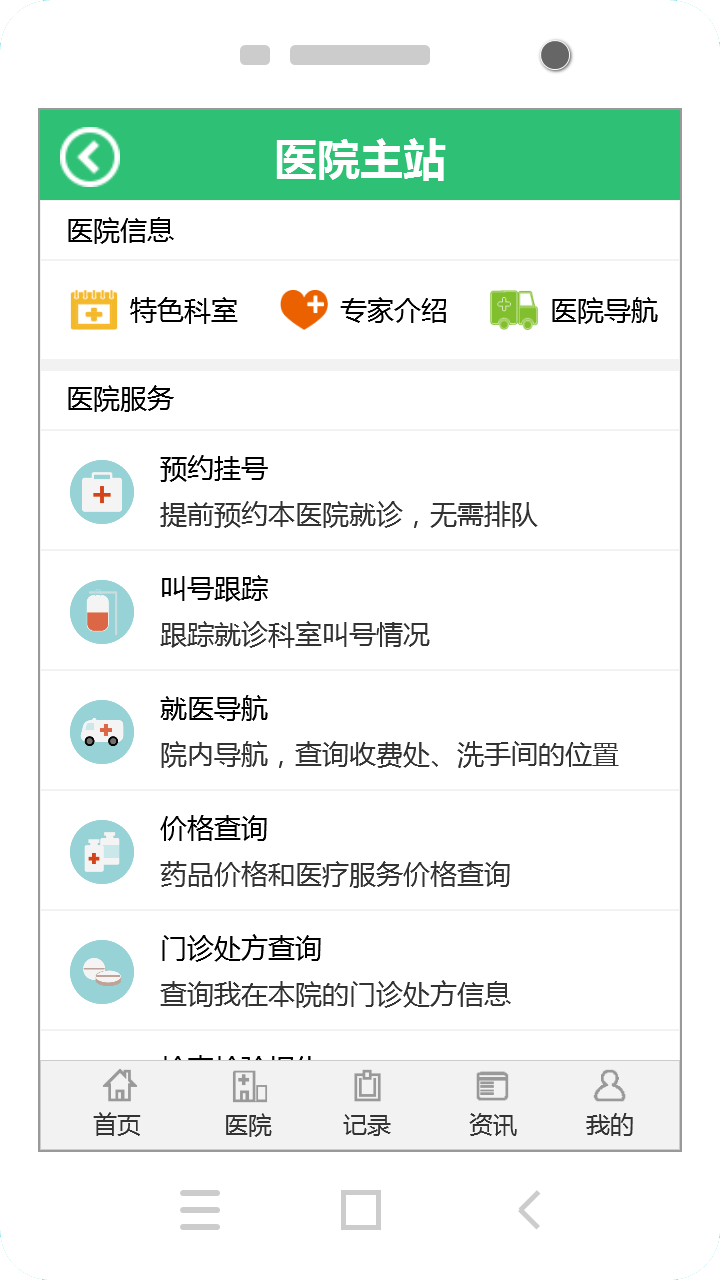 医院主站
医院信息
特色科室 专家介绍 医院导航
医院服务
预约挂号
提前预约本医院就诊，无需排队
叫号跟踪
跟踪就诊科室叫号情况
就医导航
院内导航，查询收费处、洗手间的位置
价格查询
药品价格和医疗服务价格查询
门诊处方查询
查询我在本院的门诊处方信息
首页 医院 记录 资讯 我的